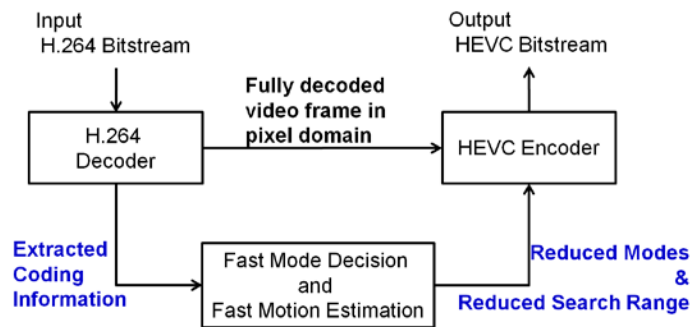 Input
H.264 Bitstream
Output
HEVC Bitstream
Fully decoded
video frame in
pixel domain
H.264
Decoder
HEVC Encoder
Extracted
Coding
Information
Fast Mode Decision
and
Fast Motion Estimation
Reduced Modes
&
Reduced Search Range